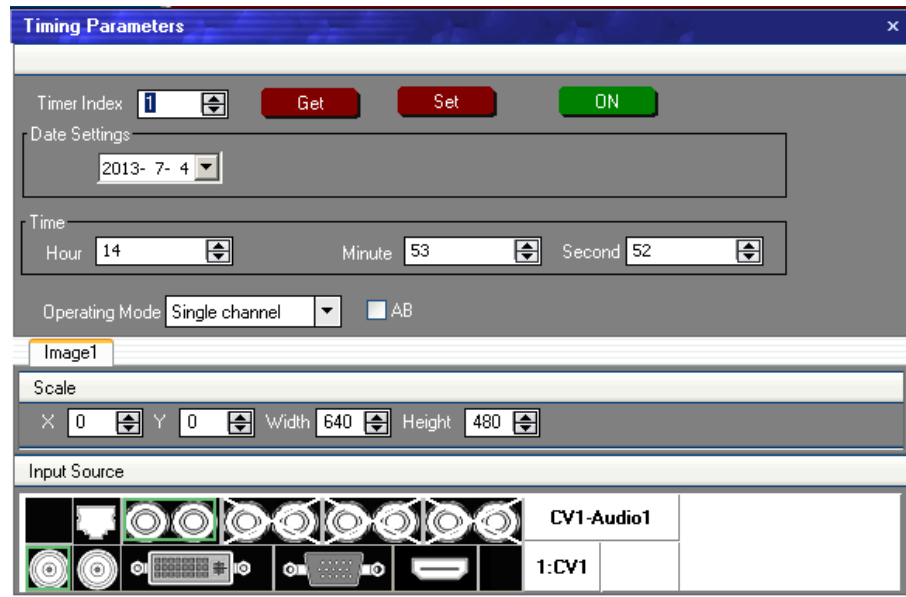 Timing Parameters x
Timer Index 1 Get Set ON
Date Settings
2013- 7- 4
Time
Hour 14 Minute 53 Second 52
Operating Mode Single channel AB
Image1
Scale
X 0 Y 0 Width 640 Height 480
Input Source
CV1-Audio1
1:CV1